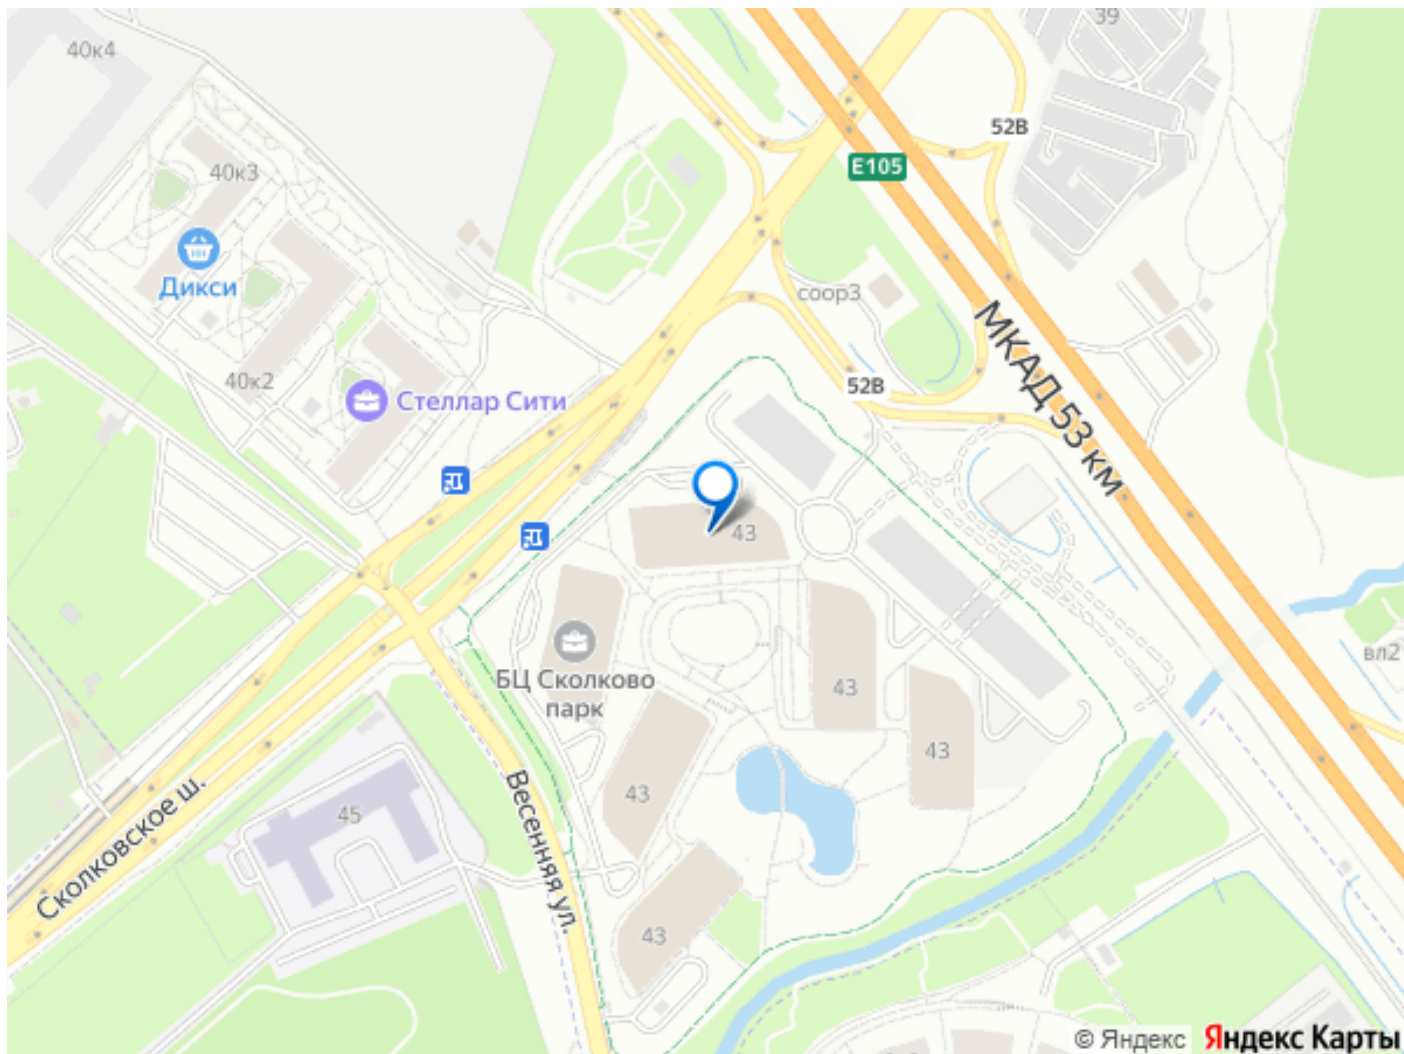 39
40к4
52В
E105
40к3
Дикси
соор3
40к2
Стеллар Сити
52В
МКАД 53 км
43
БЦ Сколково
парк
43
вл2
43
43
45
Сколковское ш.
Весенняя ул.
43
© Яндекс Яндекс Карты